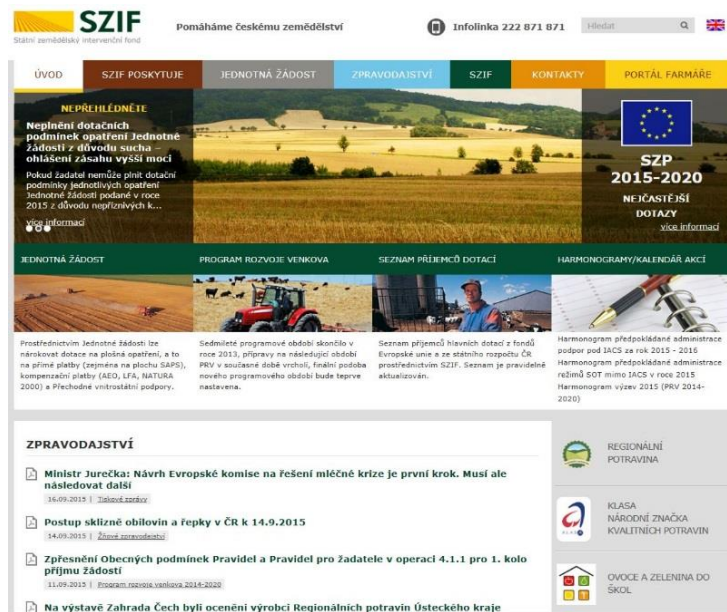 SZIF
Státní zemědělský intervenční fond
Pomáháme českému zemědělství
Infolinka 222 871 871
Hledat
ÚVOD
SZIF POSKYTUJE
JEDNOTNÁ ŽÁDOST
ZPRAVODAJSTVÍ
SZIF
KONTAKTY
PORTÁL FARMÁŘE
NEPŘEHLÉDNĚTE
Neplnění dotačních
podmínek opatření Jednotné
žádosti z důvodu sucha –
ohlášení zásahu vyšší moci
Pokud žadatel nemůže plnit dotační
podmínky jednotlivých opatření
Jednotné žádosti podané v roce
2015 z důvodu nepříznivých k...
více informací
SZP
2015-2020
NEJČASTĚJŠÍ
DOTAZY
více informací
JEDNOTNÁ ŽÁDOST
Prostřednictvím Jednotné žádosti lze
nárokovat dotace na plošná opatření, a to
na přímé platby (zejména na plochu SAPS),
kompenzační platby (AEO, LFA, NATURA
2000) a Přechodné vnitrostátní podpory.
PROGRAM ROZVOJE VENKOVA
Sedmileté programové období skončilo v
roce 2013, přípravy na následující období
PRV v současné době vrcholí, finální podoba
nového programového období bude teprve
nastavena.
SEZNAM PŘÍJEMCŮ DOTACÍ
Seznam příjemců hlavních dotací z fondů
Evropské unie a ze státního rozpočtu ČR
prostřednictvím SZIF. Seznam je pravidelně
aktualizován.
HARMONOGRAMY/KALENDÁŘ AKCÍ
Harmonogram předpokládané administrace
podpor pod IACS za rok 2015 - 2016
Harmonogram předpokládané administrace
režimů SOT mimo IACS v roce 2015
Harmonogram výzev 2015 (PRV 2014-
2020)
ZPRAVODAJSTVÍ
Ministr Jurečka: Návrh Evropské komise na řešení mléčné krize je první krok. Musí ale
následovat další
16.09.2015 | Tiskové zprávy
Postup sklizně obilovin a řepky v ČR k 14.9.2015
14.09.2015 | Žňové zpravodajství
Zpřesnění Obecných podmínek Pravidel a Pravidel pro žadatele v operaci 4.1.1 pro 1. kolo
příjmu žádostí
11.09.2015 | Program rozvoje venkova 2014-2020
Na výstavě Zahrada Čech byli oceněni výrobci Regionálních potravin Ústeckého kraje
REGIONÁLNÍ
POTRAVINA
KLASA
KLASA
NÁRODNÍ ZNAČKA
KVALITNÍCH POTRAVIN
OVOCE A ZELENINA DO
ŠKOL